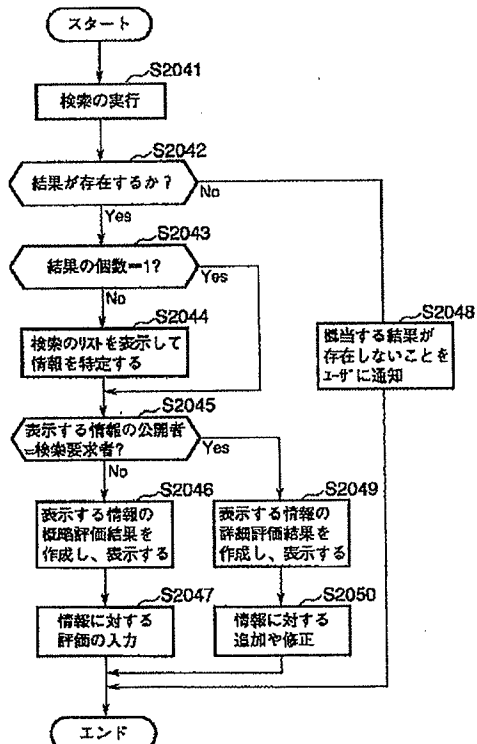 スタート
S2041
検索の実行
S2042
結果が存在するか?
No
Yes
S2043
結果の個数==1?
Yes
No
S2044
検索のリストを表示して
情報を特定する
S2048
該当する結果が
存在しないことを
ユーザに通知
S2045
表示する情報の公開者
=検索要求者?
Yes
No
S2046
表示する情報の
概略評価結果を
作成し、表示する
S2049
表示する情報の
詳細評価結果を
作成し、表示する
S2047
情報に対する
評価の入力
S2050
情報に対する
追加や修正
エンド